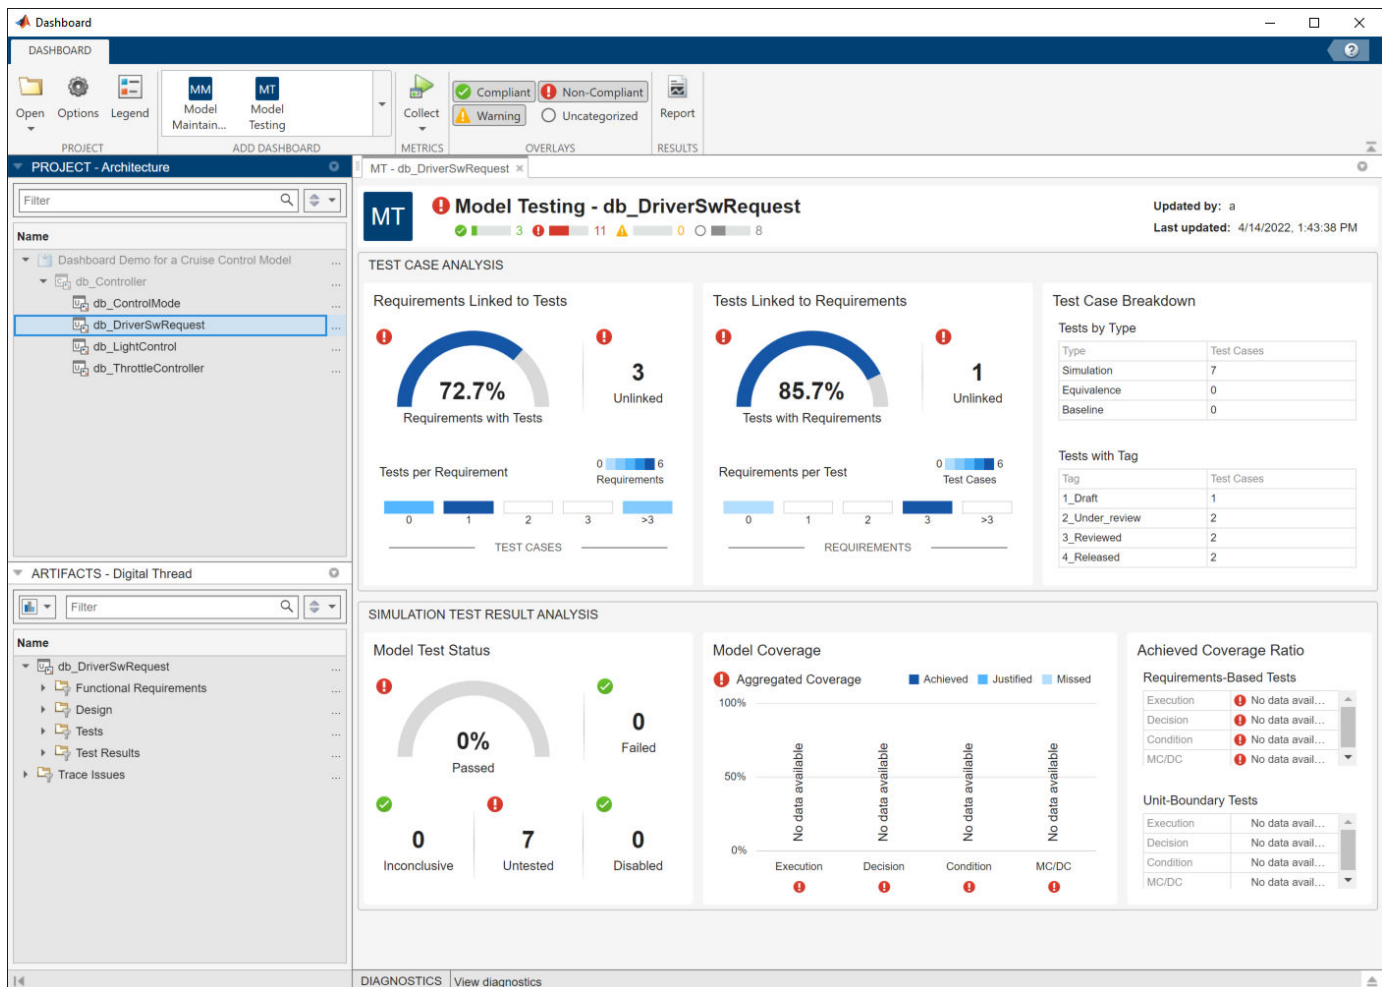 Dashboard
DASHBOARD
Open
Options
Legend
MM
Model
Maintain...
MT
Model
Testing
Collect
Compliant
Non-Compliant
Warning
Uncategorized
Report
PROJECT
ADD DASHBOARD
METRICS
OVERLAYS
RESULTS
PROJECT - Architecture
Filter
Name
Dashboard Demo for a Cruise Control Model ...
db_Controller ...
db_ControlMode ...
db_DriverSwRequest ...
db_LightControl ...
db_ThrottleController ...
ARTIFACTS - Digital Thread
Filter
Name
db_DriverSwRequest ...
Functional Requirements ...
Design ...
Tests ...
Test Results ...
Trace Issues ...
MT - db_DriverSwRequest
MT
Model Testing - db_DriverSwRequest
3 11 0 8
Updated by: a
Last updated: 4/14/2022, 1:43:38 PM
TEST CASE ANALYSIS
Requirements Linked to Tests
72.7%
Requirements with Tests
3
Unlinked
Tests per Requirement
0 6
Requirements
0 1 2 3 >3
TEST CASES
Tests Linked to Requirements
85.7%
Tests with Requirements
1
Unlinked
Requirements per Test
0 6
Test Cases
0 1 2 3 >3
REQUIREMENTS
Test Case Breakdown
Tests by Type
Type Test Cases
Simulation 7
Equivalence 0
Baseline 0
Tests with Tag
Tag Test Cases
1_Draft 1
2_Under_review 2
3_Reviewed 2
4_Released 2
SIMULATION TEST RESULT ANALYSIS
Model Test Status
0%
Passed
0
Failed
0
Inconclusive
7
Untested
0
Disabled
Model Coverage
Aggregated Coverage
Achieved Justified Missed
100%
50%
0%
No data available
No data available
No data available
No data available
Execution Decision Condition MC/DC
Achieved Coverage Ratio
Requirements-Based Tests
Execution No data avail...
Decision No data avail...
Condition No data avail...
MC/DC No data avail...
Unit-Boundary Tests
Execution No data avail...
Decision No data avail...
Condition No data avail...
MC/DC No data avail...
DIAGNOSTICS View diagnostics